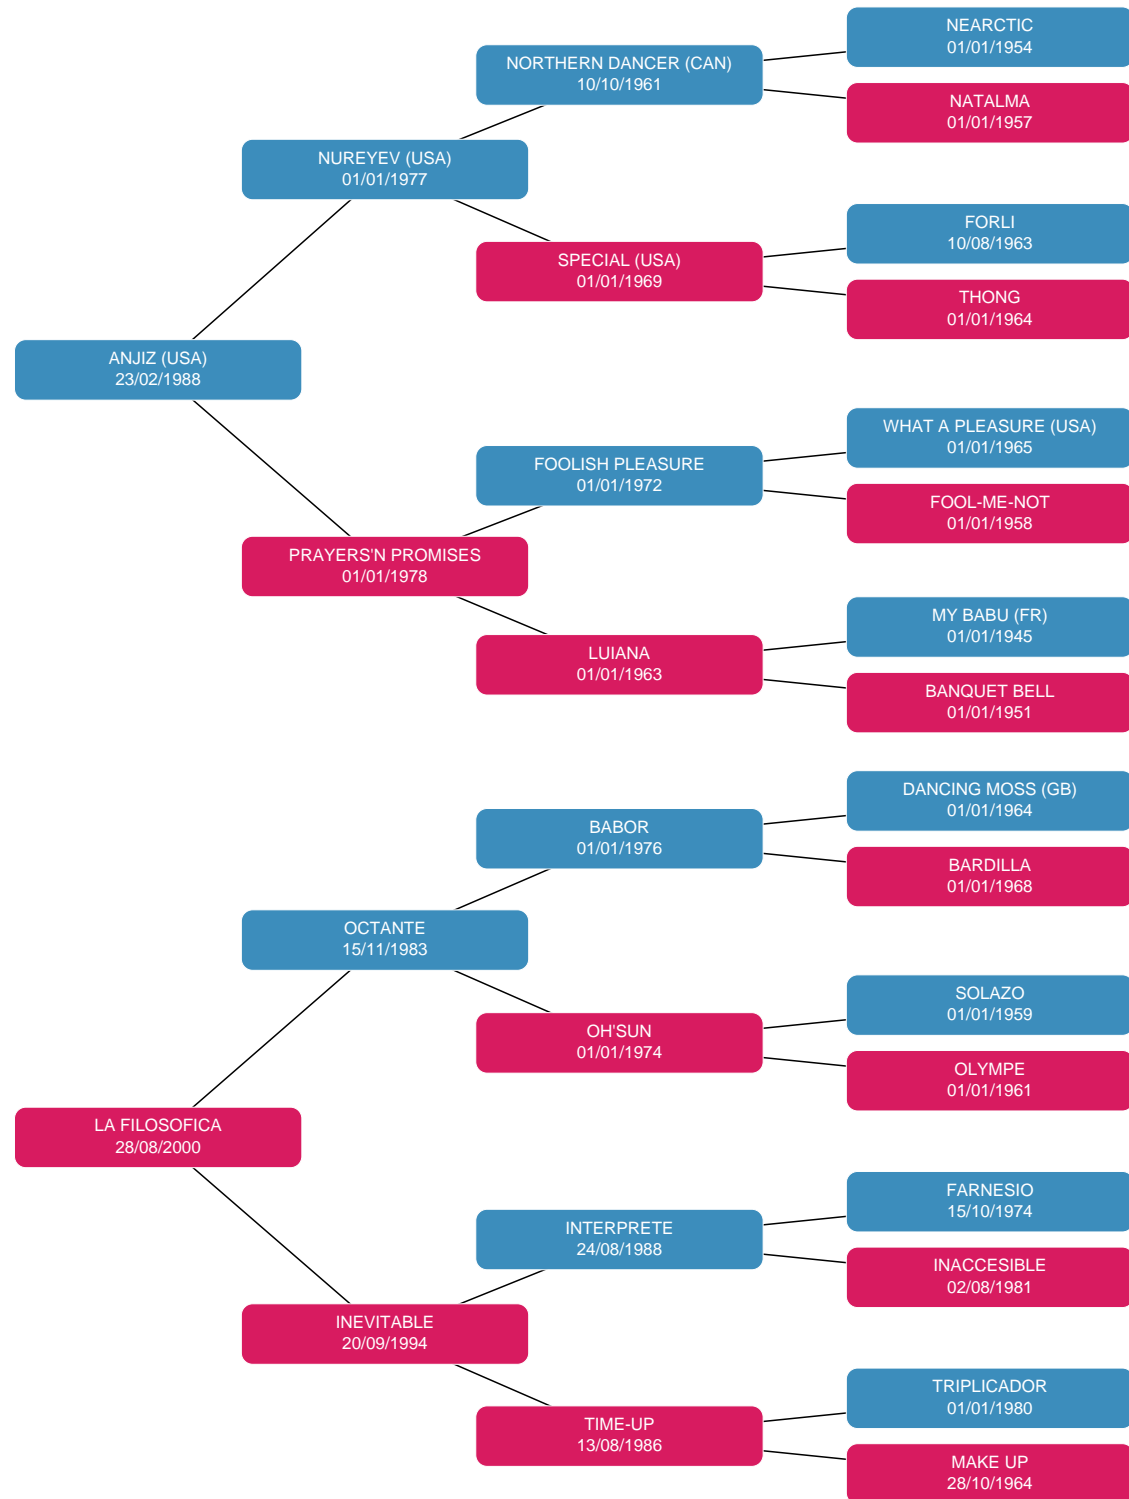 NEARCTIC
01/01/1954
NORTHERN DANCER (CAN)
10/10/1961
NATALMA
01/01/1957
NUREYEV (USA)
01/01/1977
FORLI
10/08/1963
SPECIAL (USA)
01/01/1969
THONG
01/01/1964
ANJIZ (USA)
23/02/1988
WHAT A PLEASURE (USA)
01/01/1965
FOOLISH PLEASURE
01/01/1972
FOOL-ME-NOT
01/01/1958
PRAYERS'N PROMISES
01/01/1978
MY BABU (FR)
01/01/1945
LUIANA
01/01/1963
BANQUET BELL
01/01/1951
DANCING MOSS (GB)
01/01/1964
BABOR
01/01/1976
BARDILLA
01/01/1968
OCTANTE
15/11/1983
SOLAZO
01/01/1959
OH'SUN
01/01/1974
OLYMPE
01/01/1961
LA FILOSOFICA
28/08/2000
FARNESIO
15/10/1974
INTERPRETE
24/08/1988
INACCESIBLE
02/08/1981
INEVITABLE
20/09/1994
TRIPLICADOR
01/01/1980
TIME-UP
13/08/1986
MAKE UP
28/10/1964